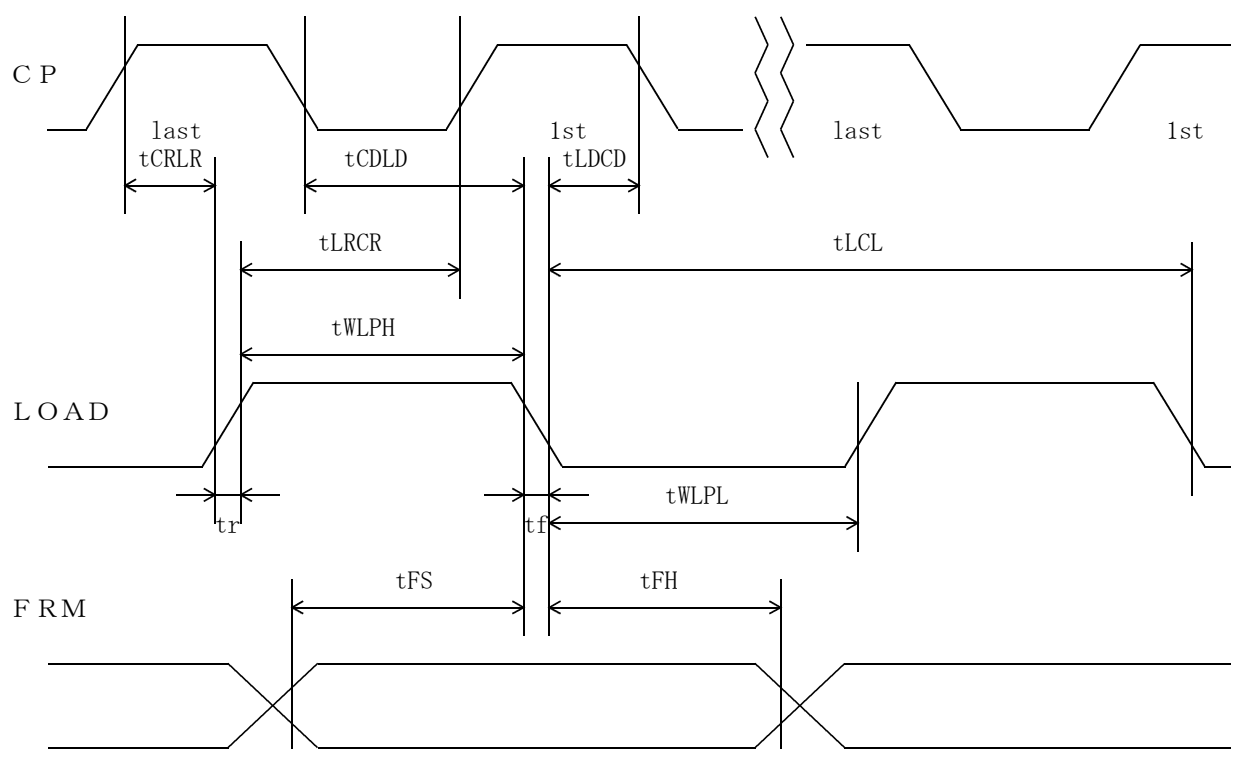 CP
last 1st last 1st
tCRLR tCDLD tLDCD
tLRCR tLCL
tWLPH
LOAD
tWLPL
tr tf
tFS tFH
FRM